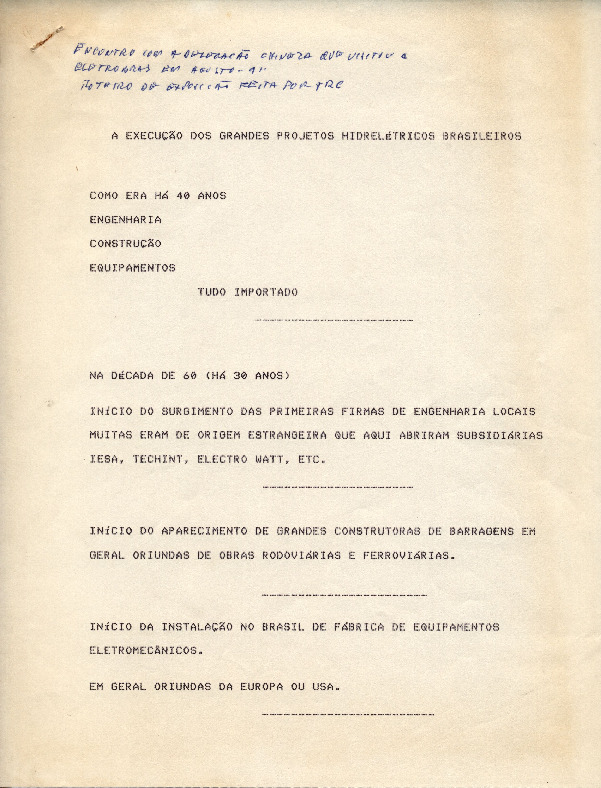 ENCONTRO COM A DELEGAÇÃO CHINEZA QUE VISITOU A
ELETROBRAS EM AGOSTO-91
ROTEIRO DE EXPOSIÇÃO FEITA POR
A EXECUÇÃO DOS GRANDES PROJETOS HIDRELÉTRICOS BRASILEIROS
COMO ERA HÁ 40 ANOS
ENGENHARIA
CONSTRUÇÃO
EQUIPAMENTOS
TUDO IMPORTADO
NA DÉCADA DE 60 (HÁ 30 ANOS)
INÍCIO DO SURGIMENTO DAS PRIMEIRAS FIRMAS DE ENGENHARIA LOCAIS
MUITAS ERAM DE ORIGEM ESTRANGEIRA QUE AQUI ABRIRAM SUBSIDIÁRIAS
IESA, TECHINT, ELECTRO WATT, ETC.
INÍCIO DO APARECIMENTO DE GRANDES CONSTRUTORAS DE BARRAGENS EM
GERAL ORIUNDAS DE OBRAS RODOVIÁRIAS E FERROVIÁRIAS.
INÍCIO DA INSTALAÇÃO NO BRASIL DE FÁBRICA DE EQUIPAMENTOS
ELETROMECÂNICOS.
EM GERAL ORIUNDAS DA EUROPA OU USA.